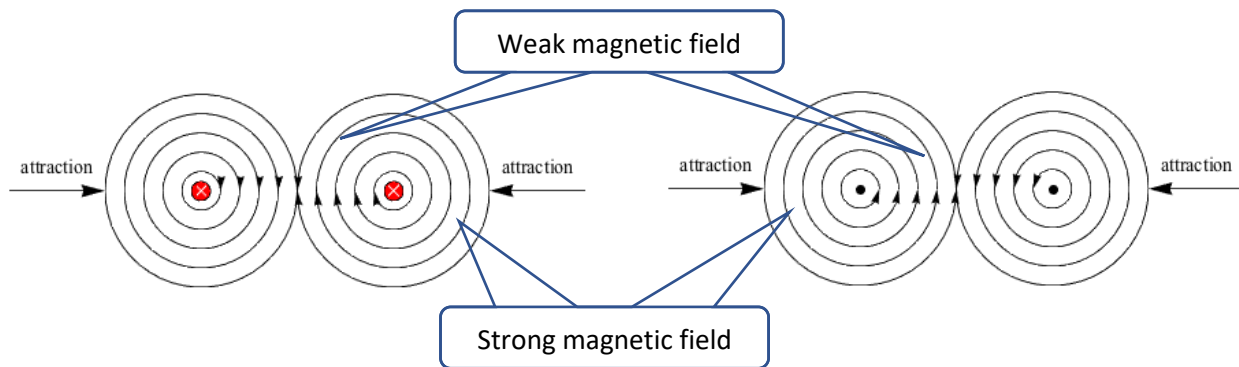 Weak magnetic field
attraction
attraction
attraction
attraction
Strong magnetic field